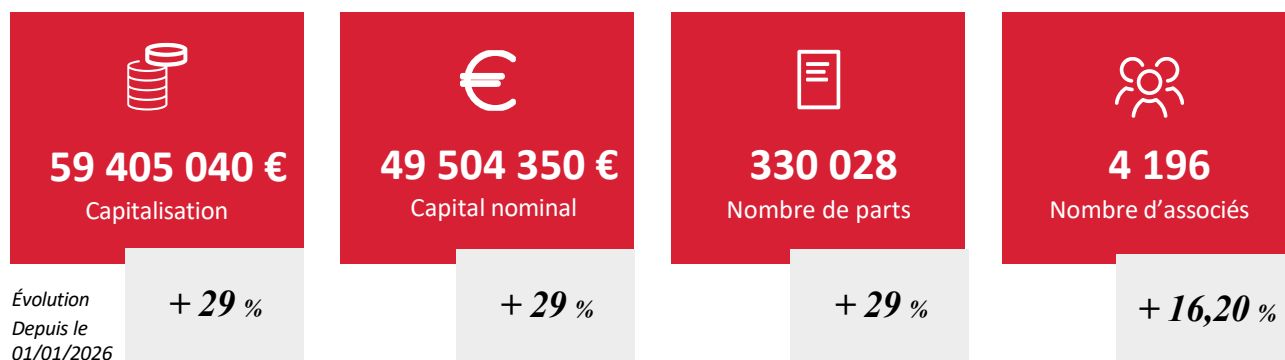 59 405 040 €
Capitalisation
49 504 350 €
Capital nominal
330 028
Nombre de parts
4 196
Nombre d'associés
Évolution
Depuis le
01/01/2026
+ 29 %
+ 29 %
+ 29 %
+ 16,20 %